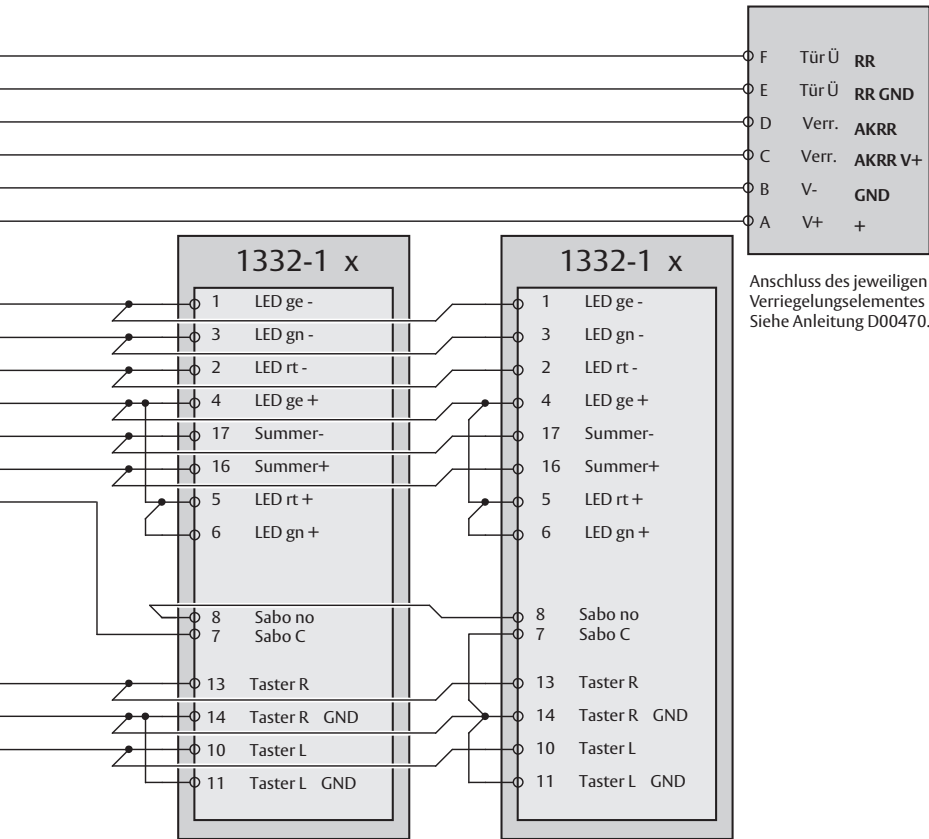 F Tür Ü RR
E Tür Ü RR GND
D Verr. AKRR
C Verr. AKRR V+
B V- GND
A V+ +
Anschluss des jeweiligen
Verriegelungselementes
Siehe Anleitung D00470.
1332-1 x
1 LED ge -
3 LED gn -
2 LED rt -
4 LED ge +
17 Summer-
16 Summer+
5 LED rt +
6 LED gn +
8 Sabo no
7 Sabo C
13 Taster R
14 Taster R GND
10 Taster L
11 Taster L GND
1332-1 x
1 LED ge -
3 LED gn -
2 LED rt -
4 LED ge +
17 Summer-
16 Summer+
5 LED rt +
6 LED gn +
8 Sabo no
7 Sabo C
13 Taster R
14 Taster R GND
10 Taster L
11 Taster L GND